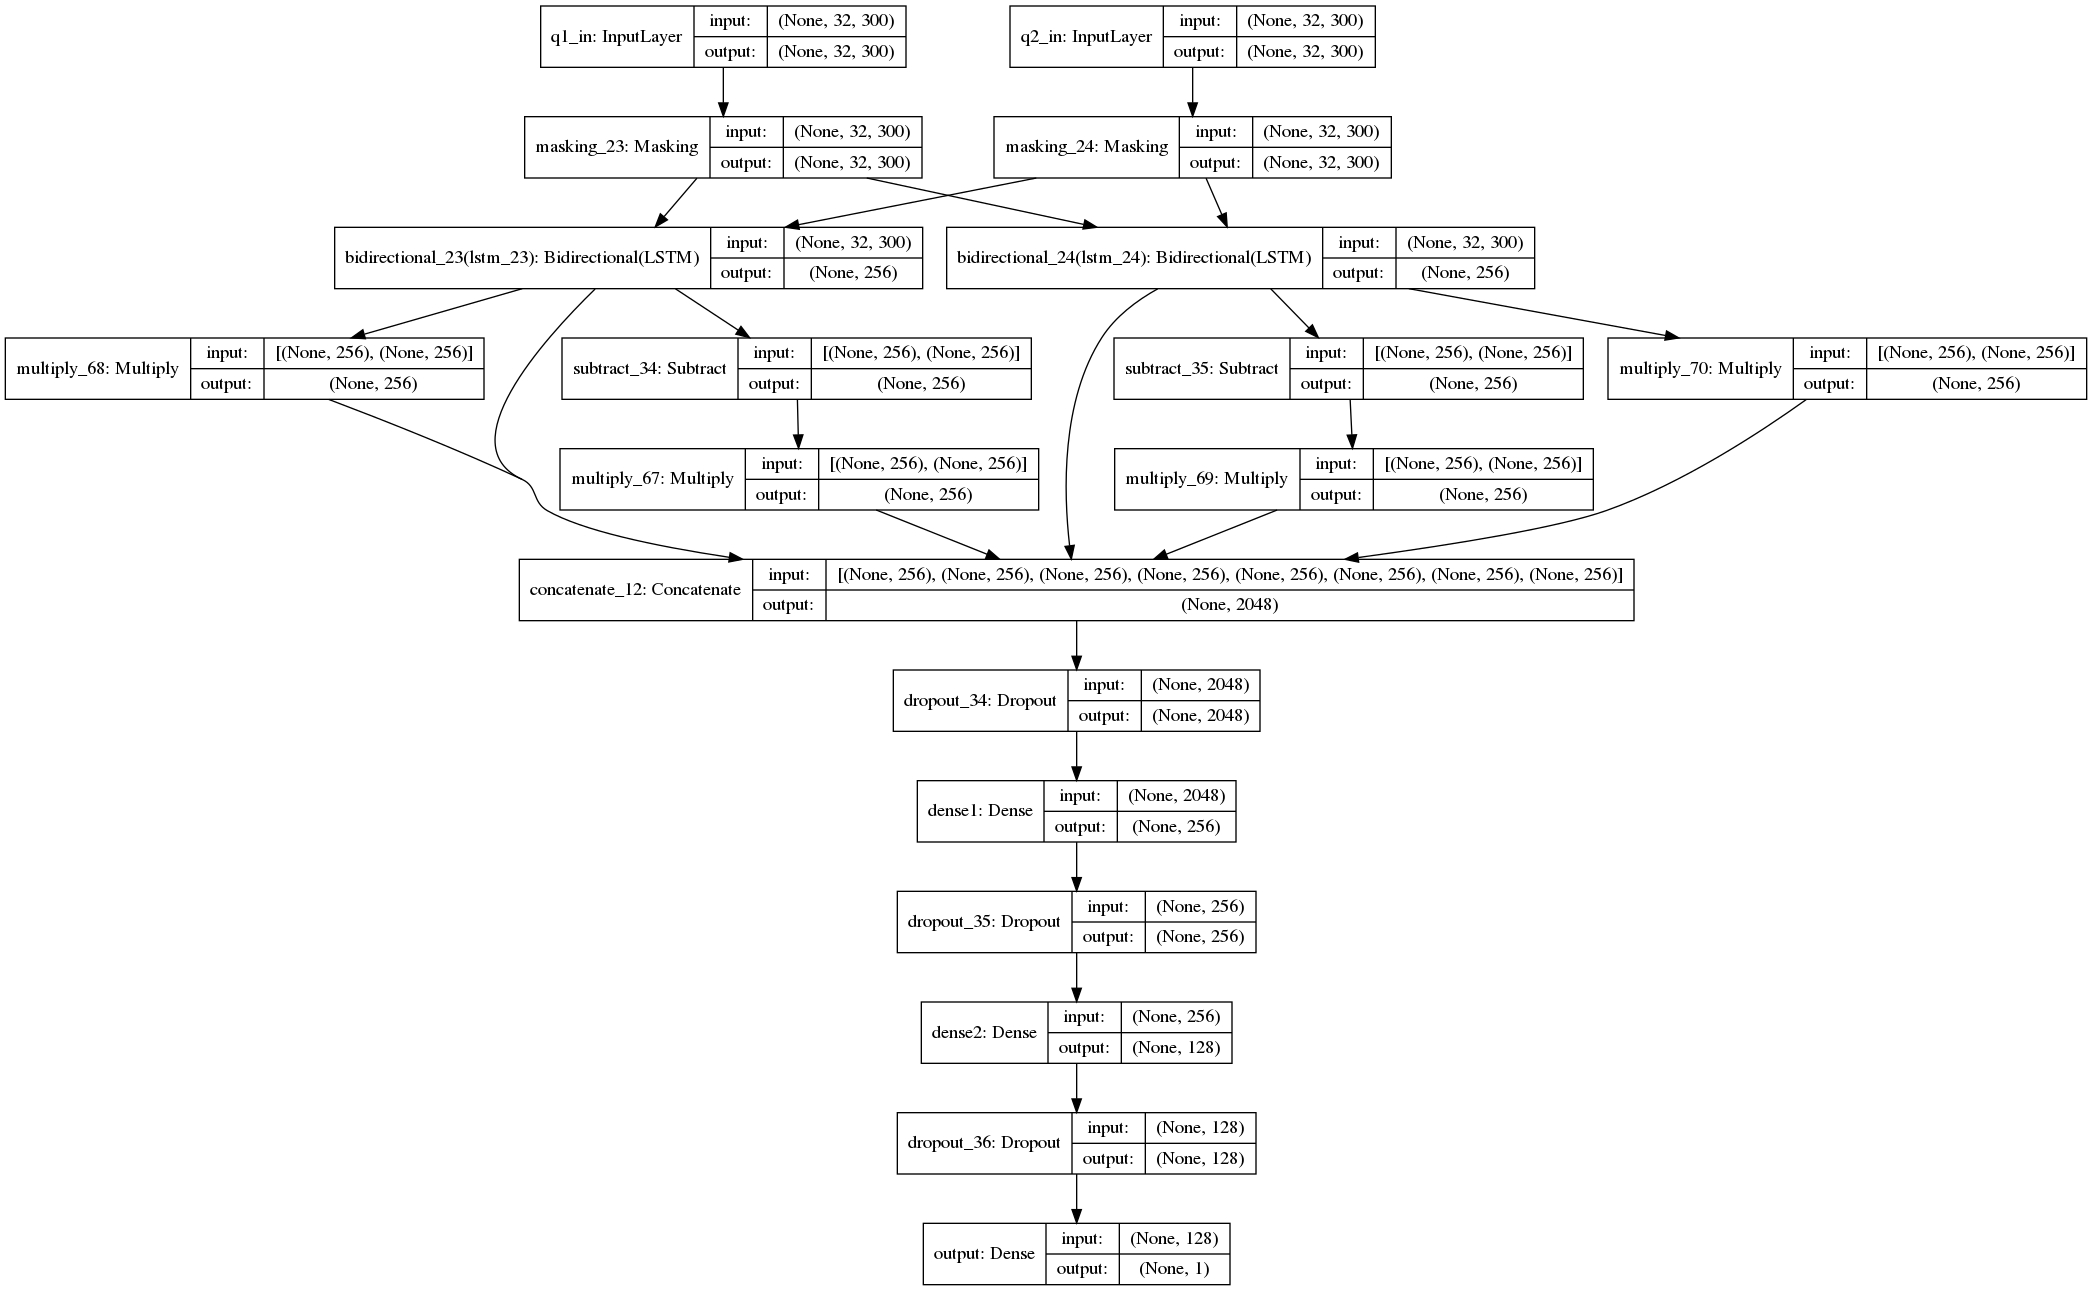 q1_in: InputLayer
input: (None, 32, 300)
output: (None, 32, 300)
q2_in: InputLayer
input: (None, 32, 300)
output: (None, 32, 300)
masking_23: Masking
input: (None, 32, 300)
output: (None, 32, 300)
masking_24: Masking
input: (None, 32, 300)
output: (None, 32, 300)
bidirectional_23(lstm_23): Bidirectional(LSTM)
input: (None, 32, 300)
output: (None, 256)
bidirectional_24(lstm_24): Bidirectional(LSTM)
input: (None, 32, 300)
output: (None, 256)
multiply_68: Multiply
input: [(None, 256), (None, 256)]
output: (None, 256)
subtract_34: Subtract
input: [(None, 256), (None, 256)]
output: (None, 256)
subtract_35: Subtract
input: [(None, 256), (None, 256)]
output: (None, 256)
multiply_70: Multiply
input: [(None, 256), (None, 256)]
output: (None, 256)
multiply_67: Multiply
input: [(None, 256), (None, 256)]
output: (None, 256)
multiply_69: Multiply
input: [(None, 256), (None, 256)]
output: (None, 256)
concatenate_12: Concatenate
input: [(None, 256), (None, 256), (None, 256), (None, 256), (None, 256), (None, 256), (None, 256), (None, 256)]
output: (None, 2048)
dropout_34: Dropout
input: (None, 2048)
output: (None, 2048)
dense1: Dense
input: (None, 2048)
output: (None, 256)
dropout_35: Dropout
input: (None, 256)
output: (None, 256)
dense2: Dense
input: (None, 256)
output: (None, 128)
dropout_36: Dropout
input: (None, 128)
output: (None, 128)
output: Dense
input: (None, 128)
output: (None, 1)